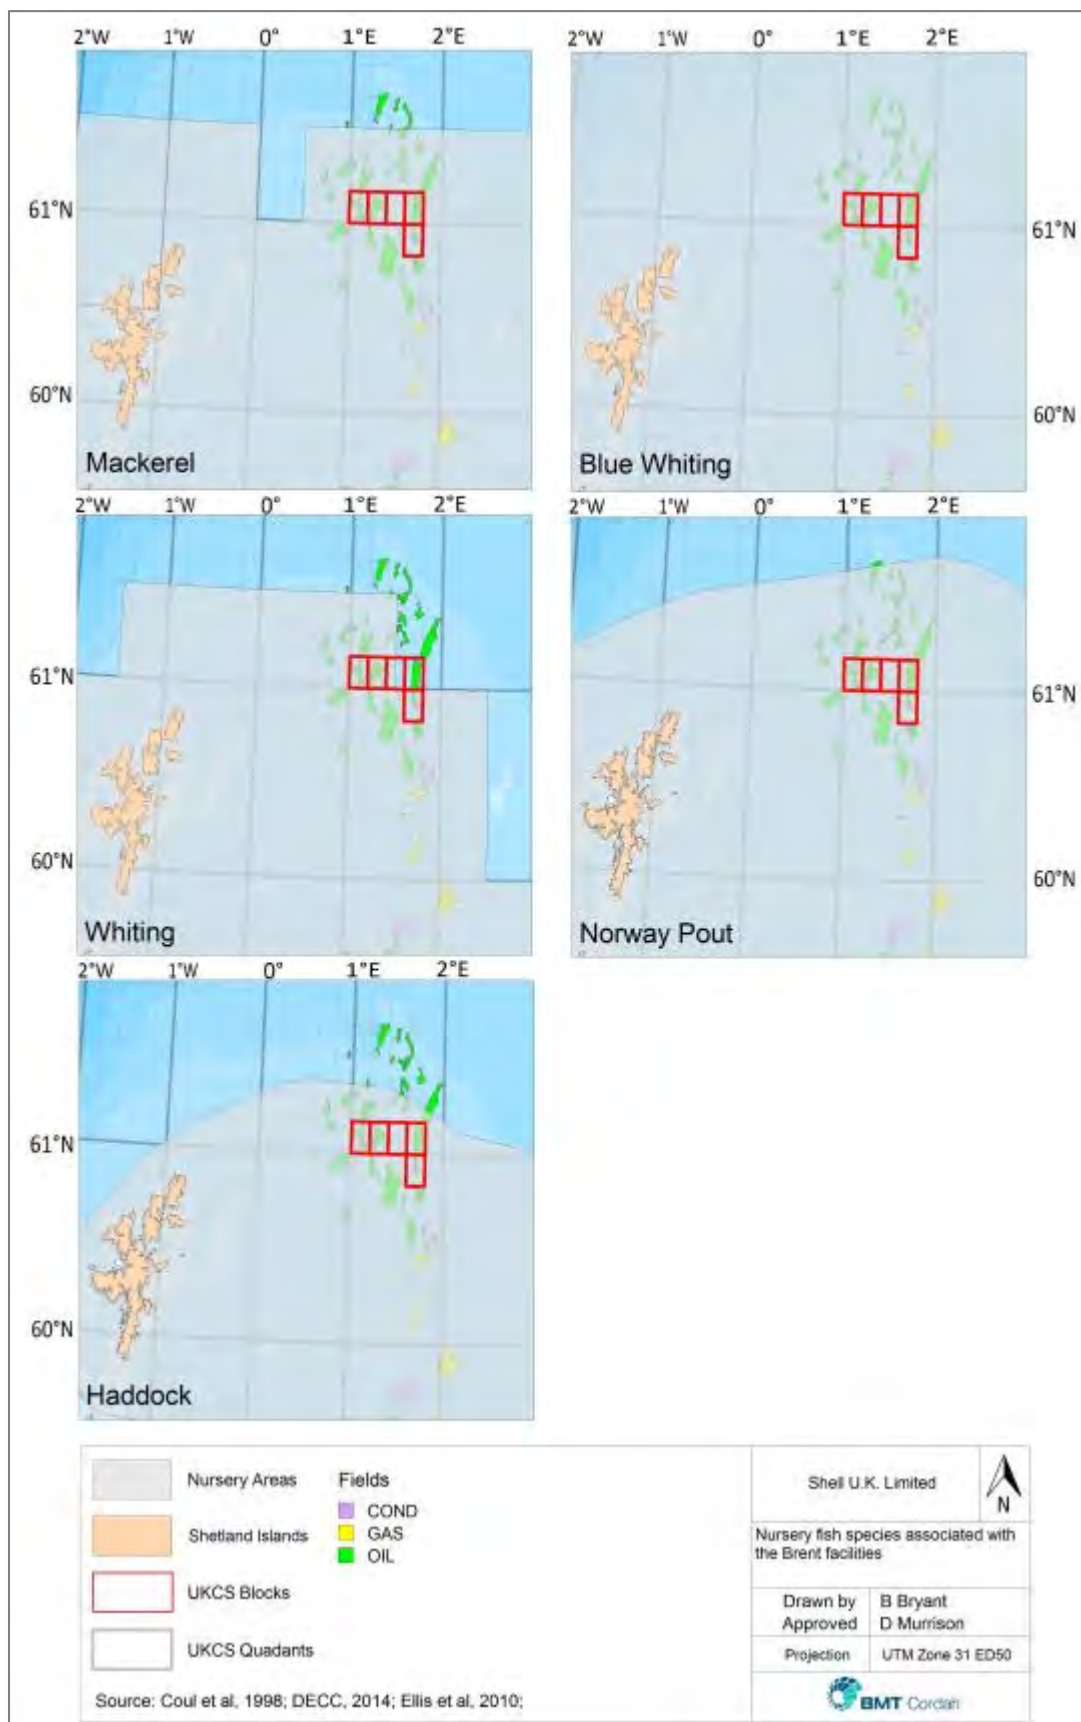 2°W 1°W 0° 1°E 2°E 2°W 1°W 0° 1°E 2°E
61°N
61°N
60°N
60°N
Mackerel
Blue Whiting
2°W 1°W 0° 1°E 2°E 2°W 1°W 0° 1°E 2°E
61°N
61°N
60°N
60°N
Whiting
Norway Pout
2°W 1°W 0° 1°E 2°E
61°N
60°N
Haddock
Nursery Areas
Shetland Islands
UKCS Blocks
UKCS Quadants
Fields
COND
GAS
OIL
Source: Coul et al, 1998; DECC, 2014; Ellis et al, 2010;
Shell U.K. Limited
N
Nursery fish species associated with
the Brent facilities
Drawn by B Bryant
Approved D Murrison
Projection UTM Zone 31 ED50
BMT Cordah